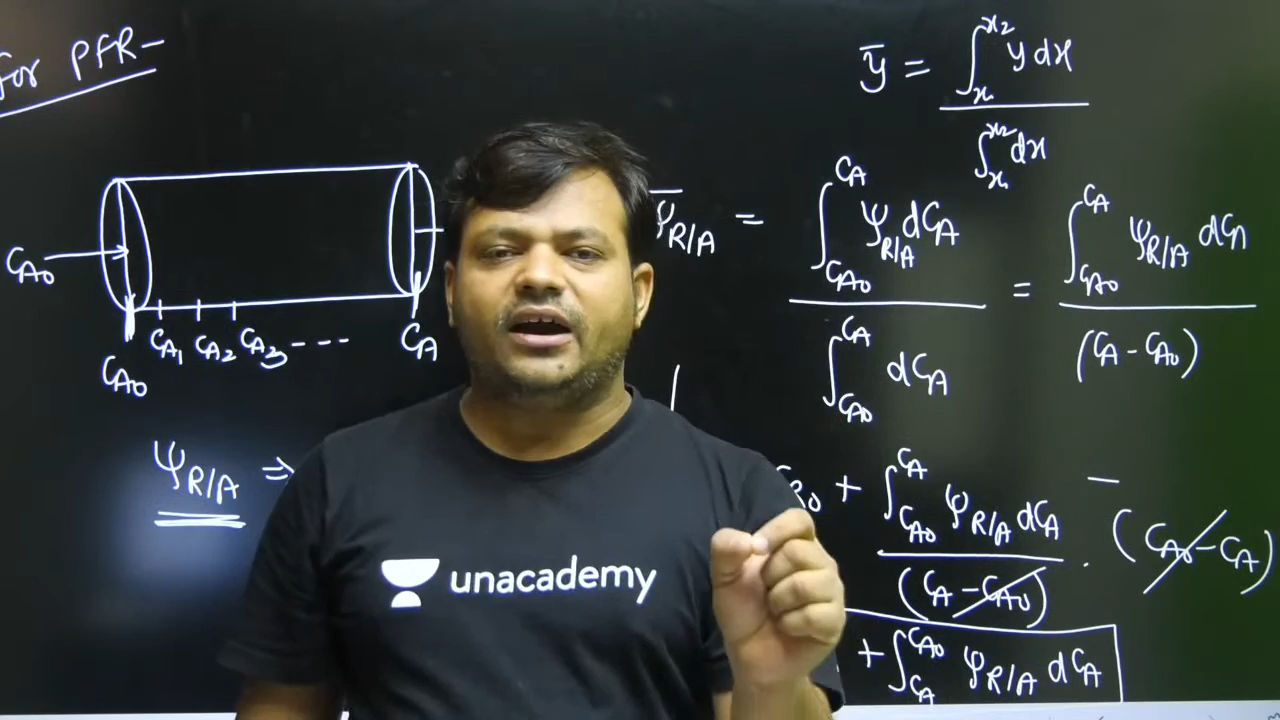 for PFR-
ȳ = ∫_{x₁}^{x₂} y dx / ∫_{x₁}^{x₂} dx
C_{A0}
C_{A0} C_{A1} C_{A2} C_{A3} --- C_A
ψ̄_{R/A} = ∫_{C_{A0}}^{C_A} ψ_{R/A} dC_A / ∫_{C_{A0}}^{C_A} dC_A = ∫_{C_{A0}}^{C_A} ψ_{R/A} dC_A / (C_A - C_{A0})
ψ_{R/A} ⇒
+ ∫_{C_{A0}}^{C_A} ψ_{R/A} dC_A / (C_A - C_{A0}) . (C_{A0} - C_A)
+ ∫_{C_A}^{C_{A0}} ψ_{R/A} dC_A
unacademy